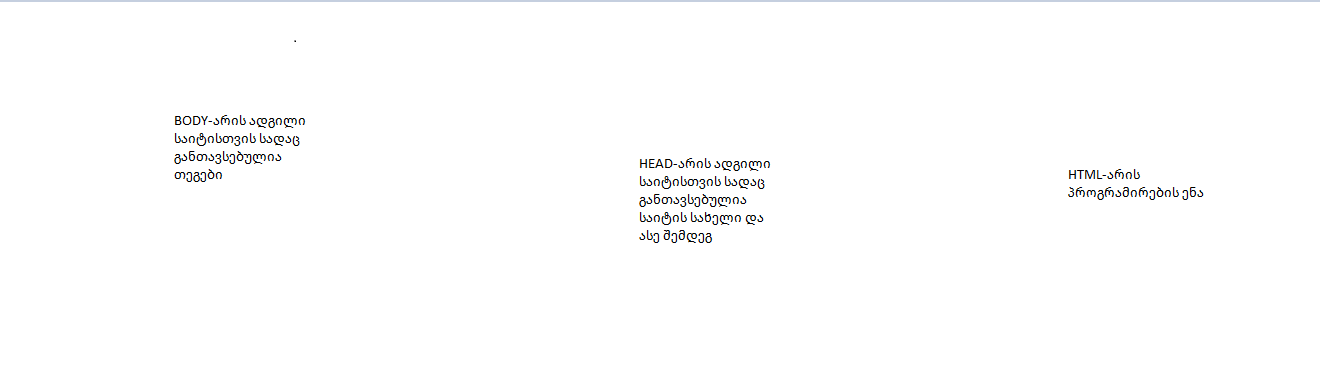 .
BODY-არის ადგილი
საიტისთვის სადაც
განთავსებულია
თეგები
HEAD-არის ადგილი
საიტისთვის სადაც
განთავსებულია
საიტის სახელი და
ასე შემდეგ
HTML-არის
პროგრამირების ენა